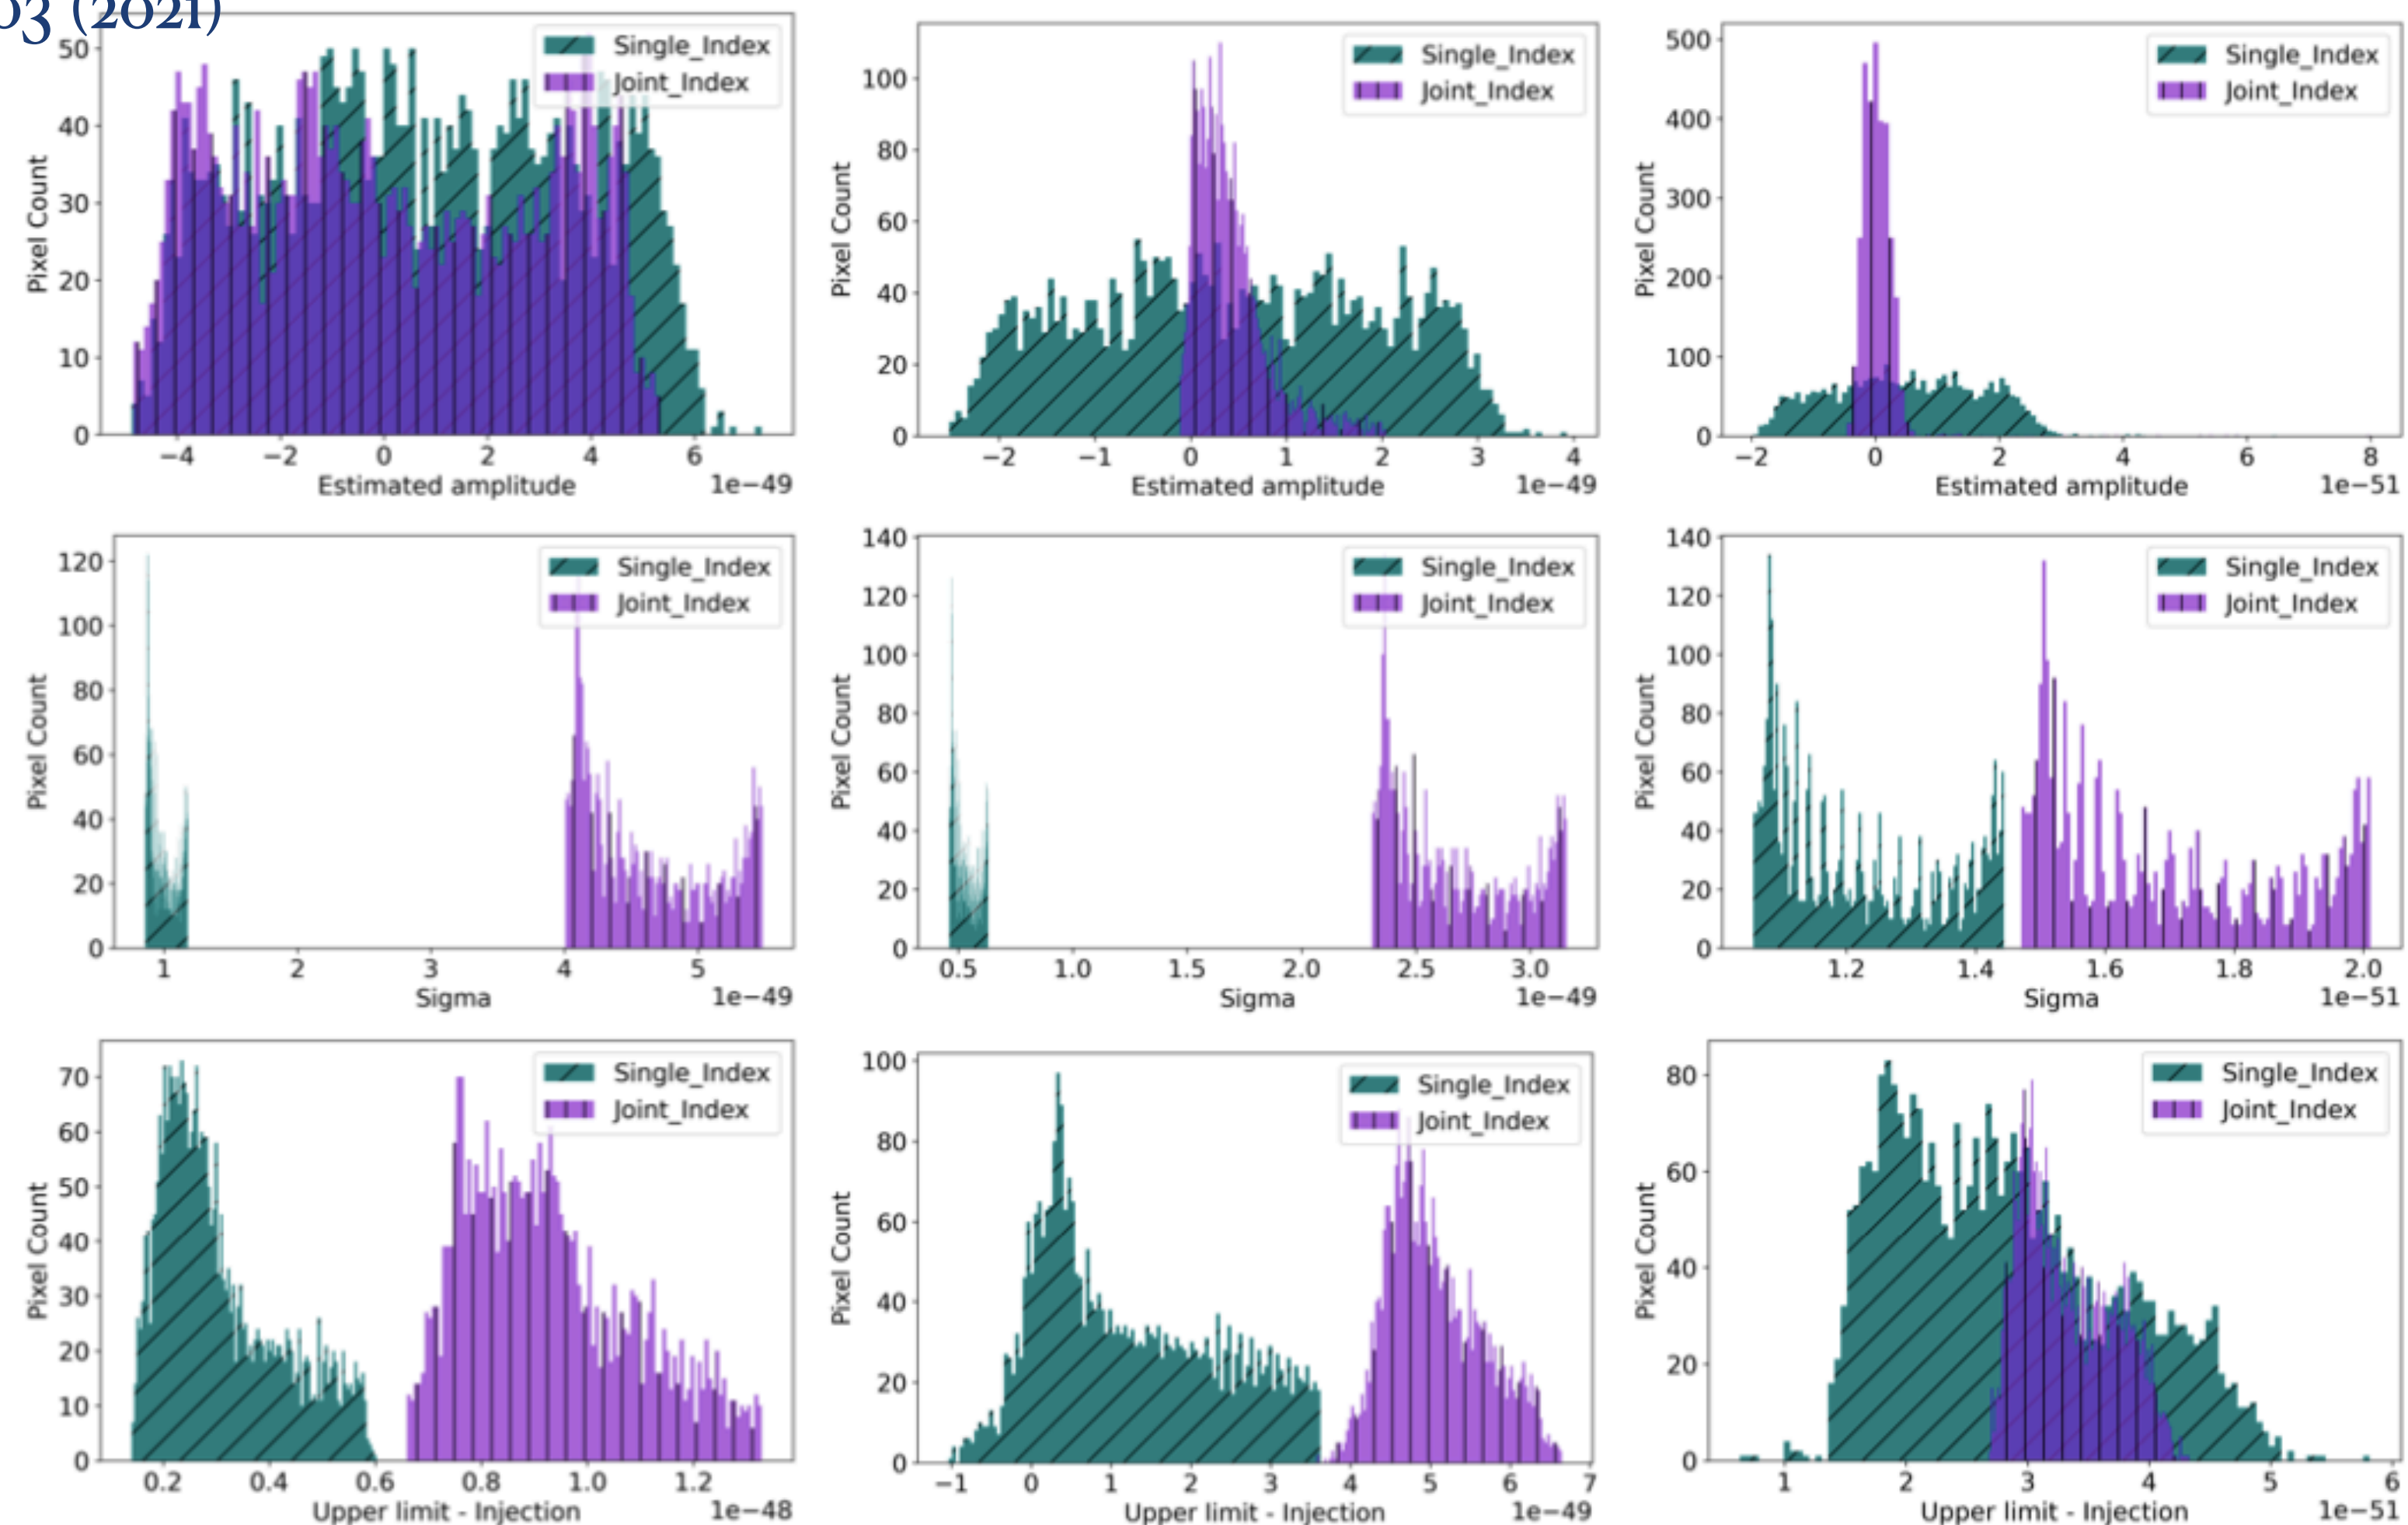 03 (2021)
50
40
30
20
10
0
Pixel Count
Single_Index
Joint_Index
−4 −2 0 2 4 6
Estimated amplitude 1e−49
100
80
60
40
20
0
Pixel Count
Single_Index
Joint_Index
−2 −1 0 1 2 3 4
Estimated amplitude 1e−49
500
400
300
200
100
0
Pixel Count
Single_Index
Joint_Index
−2 0 2 4 6 8
Estimated amplitude 1e−51
120
100
80
60
40
20
0
Pixel Count
Single_Index
Joint_Index
1 2 3 4 5
Sigma 1e−49
140
120
100
80
60
40
20
0
Pixel Count
Single_Index
Joint_Index
0.5 1.0 1.5 2.0 2.5 3.0
Sigma 1e−49
140
120
100
80
60
40
20
0
Pixel Count
Single_Index
Joint_Index
1.2 1.4 1.6 1.8 2.0
Sigma 1e−51
70
60
50
40
30
20
10
0
Pixel Count
Single_Index
Joint_Index
0.2 0.4 0.6 0.8 1.0 1.2
Upper limit - Injection 1e−48
100
80
60
40
20
0
Pixel Count
Single_Index
Joint_Index
−1 0 1 2 3 4 5 6 7
Upper limit - Injection 1e−49
80
60
40
20
0
Pixel Count
Single_Index
Joint_Index
1 2 3 4 5 6
Upper limit - Injection 1e−51